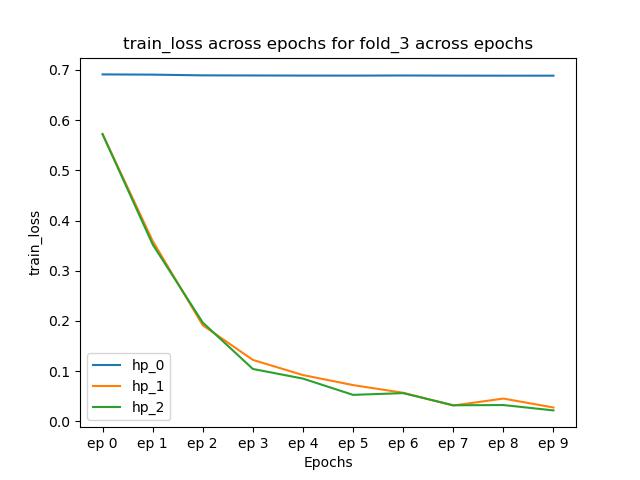 train_loss across epochs for fold_3 across epochs
train_loss
0.7
0.6
0.5
0.4
0.3
0.2
0.1
0.0
hp_0
hp_1
hp_2
ep 0 ep 1 ep 2 ep 3 ep 4 ep 5 ep 6 ep 7 ep 8 ep 9
Epochs